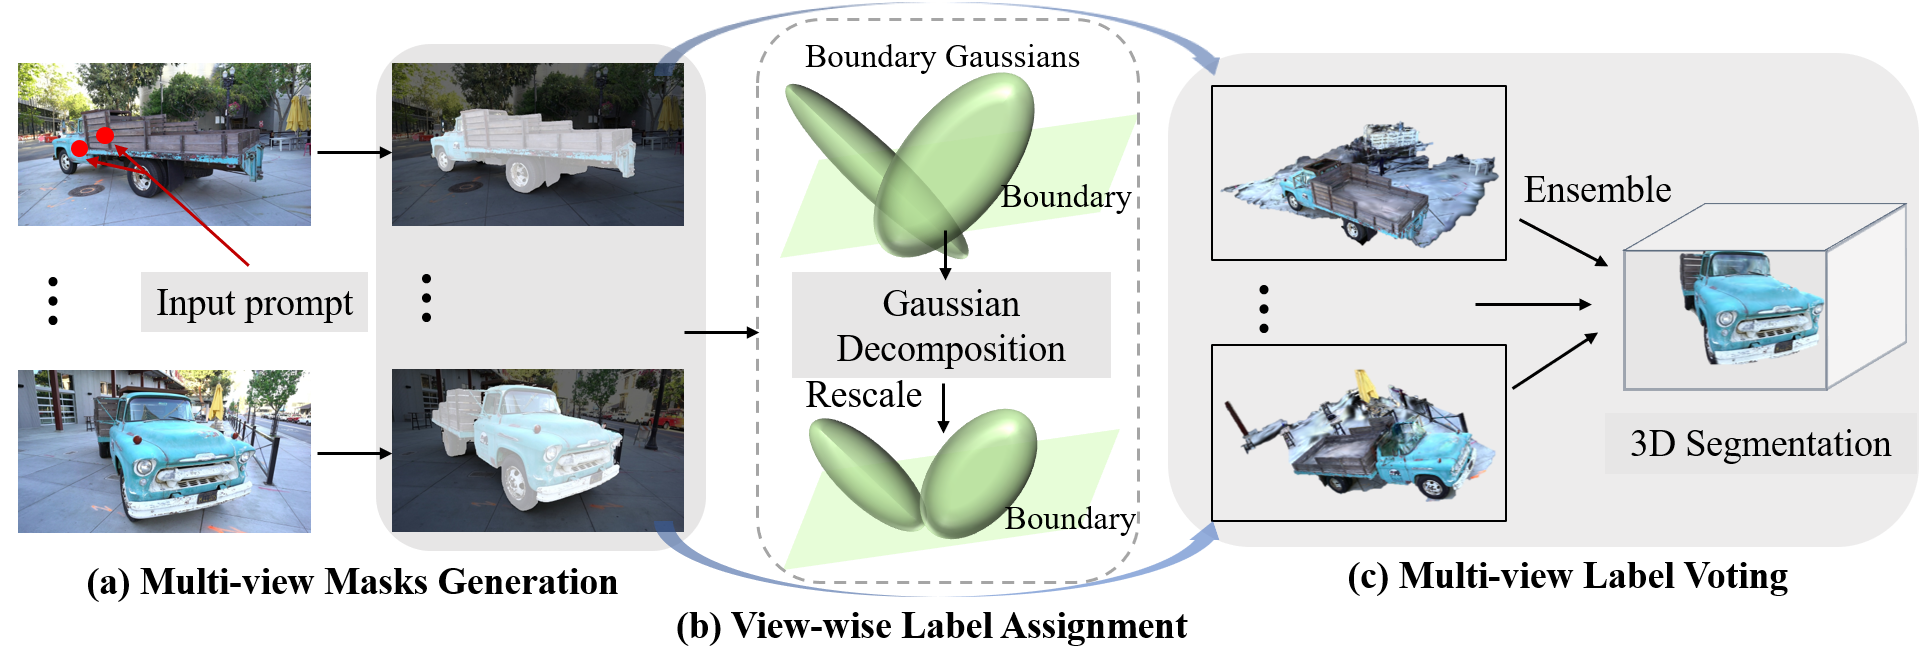 Input prompt
(a) Multi-view Masks Generation
Boundary Gaussians
Boundary
Gaussian
Decomposition
Rescale
Boundary
(b) View-wise Label Assignment
Ensemble
3D Segmentation
(c) Multi-view Label Voting